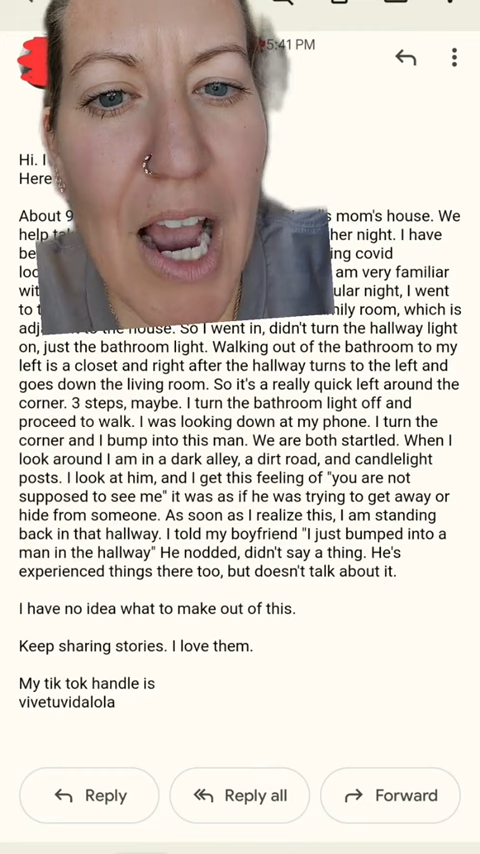 5:41 PM
Hi. I
Here
About 9 s mom's house. We
help her night. I have
be ing covid
loc am very familiar
wit ular night, I went
to t ily room, which is
adj the house. So I went in, didn't turn the hallway light
on, just the bathroom light. Walking out of the bathroom to my
left is a closet and right after the hallway turns to the left and
goes down the living room. So it's a really quick left around the
corner. 3 steps, maybe. I turn the bathroom light off and
proceed to walk. I was looking down at my phone. I turn the
corner and I bump into this man. We are both startled. When I
look around I am in a dark alley, a dirt road, and candlelight
posts. I look at him, and I get this feeling of "you are not
supposed to see me" it was as if he was trying to get away or
hide from someone. As soon as I realize this, I am standing
back in that hallway. I told my boyfriend "I just bumped into a
man in the hallway" He nodded, didn't say a thing. He's
experienced things there too, but doesn't talk about it.
I have no idea what to make out of this.
Keep sharing stories. I love them.
My tik tok handle is
vivetuvidalola
Reply
Reply all
Forward